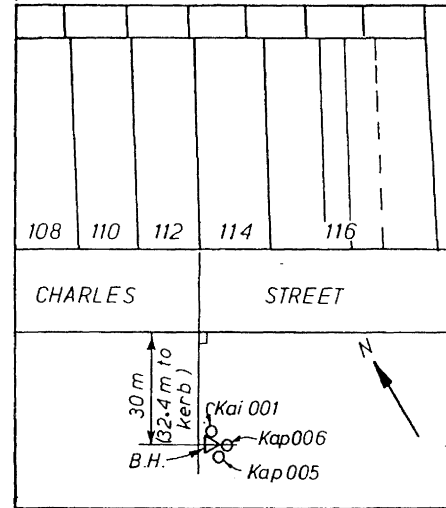 108 110 112 114 116
CHARLES STREET
N
30 m
(32·4 m to
kerb)
Kai 001
Kap006
B.H.
Kap 005